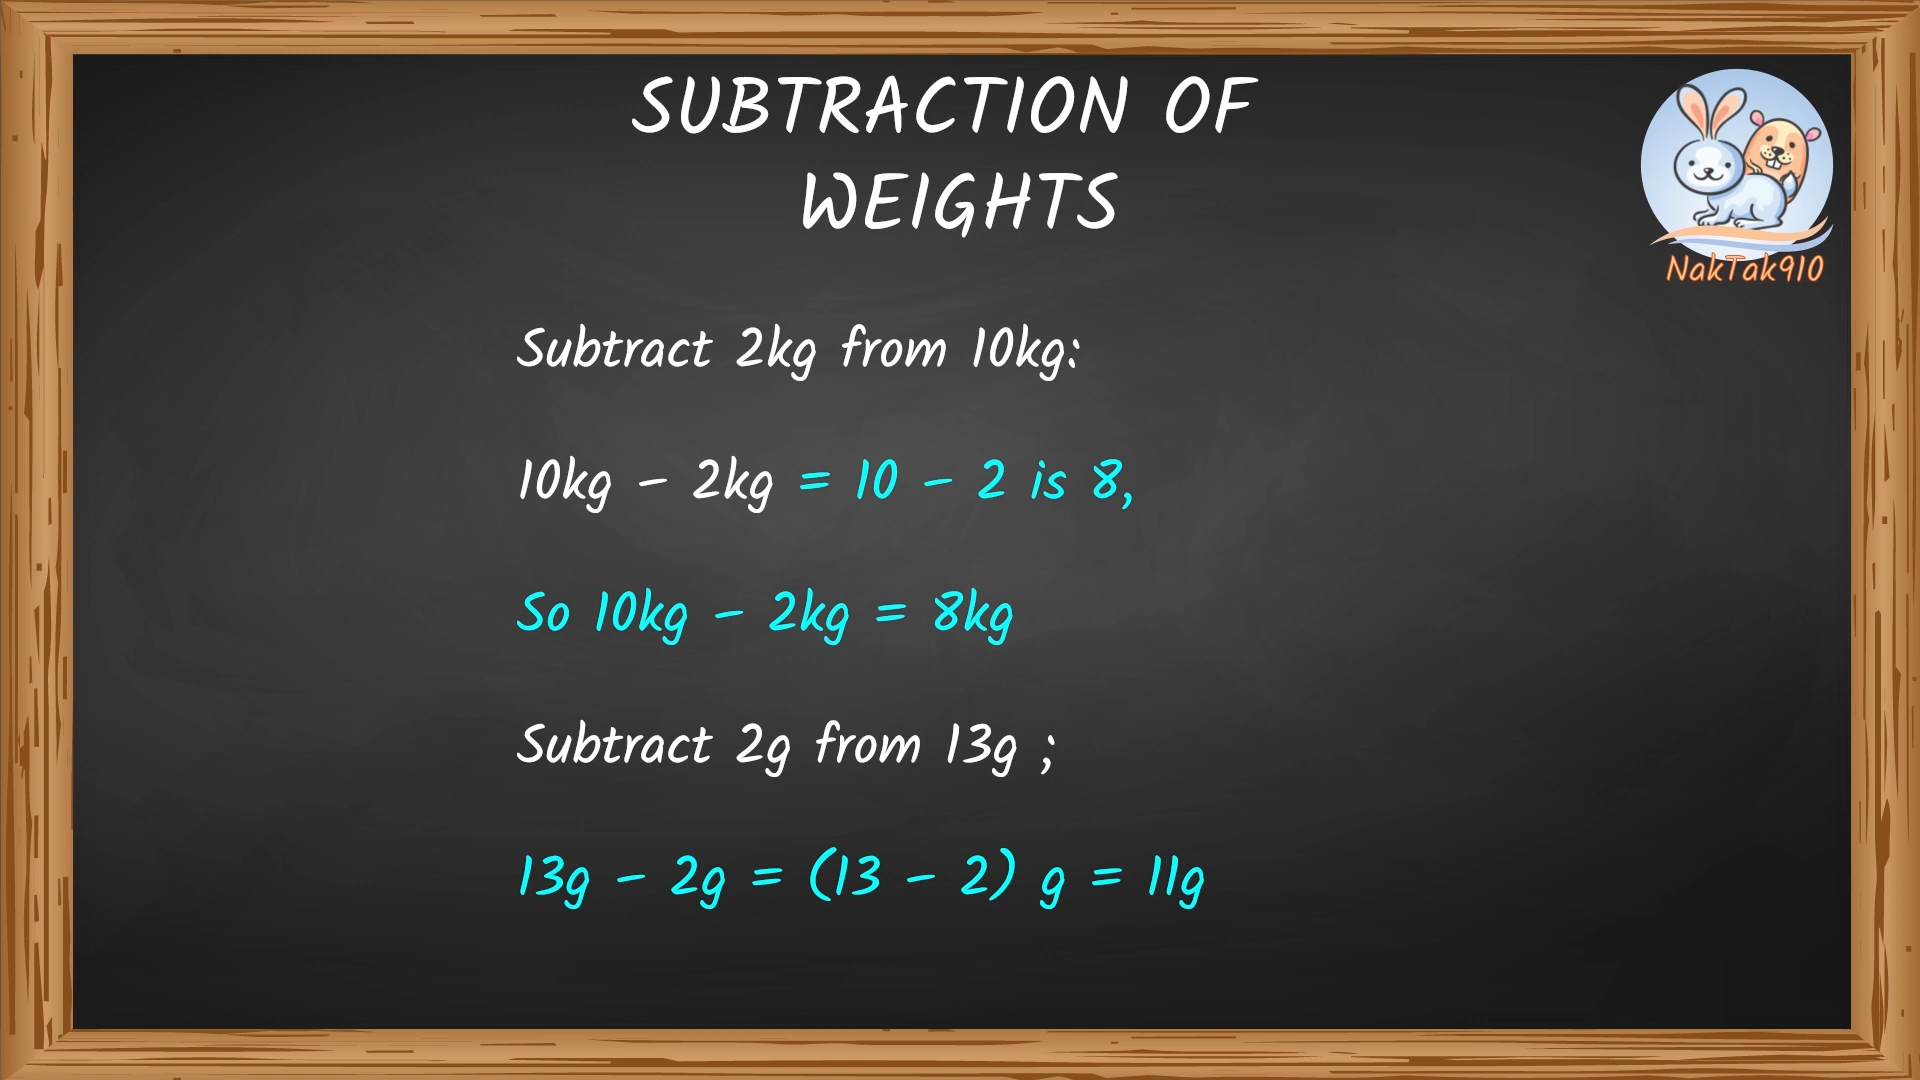 SUBTRACTION OF
WEIGHTS
NakTak910
Subtract 2kg from 10kg:
10kg – 2kg = 10 – 2 is 8,
So 10kg – 2kg = 8kg
Subtract 2g from 13g ;
13g – 2g = (13 – 2) g = 11g